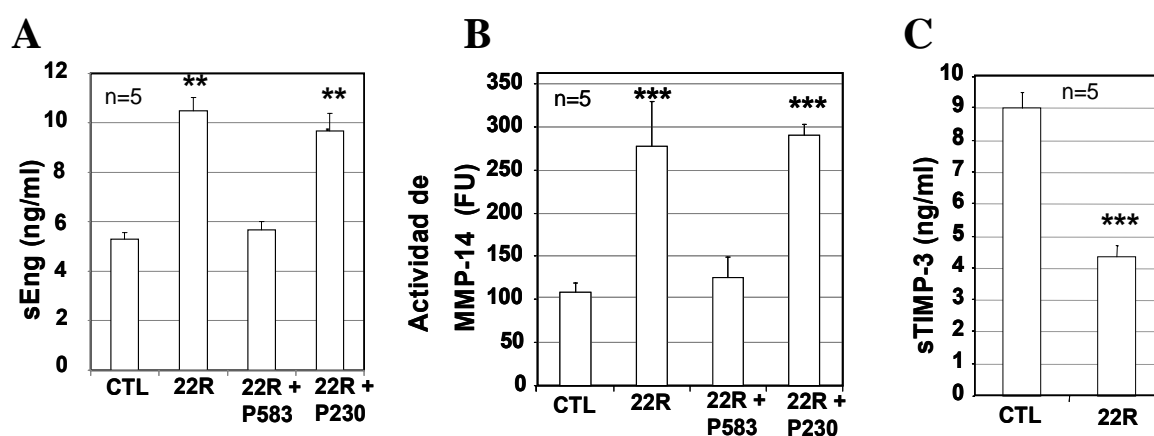 A
sEng (ng/ml)
12
10
8
6
4
2
0
n=5
**
**
CTL
22R
22R +
P583
22R +
P230
B
Actividad de
MMP-14 (FU)
350
300
250
200
150
100
50
0
n=5
***
***
CTL
22R
22R +
P583
22R +
P230
C
sTIMP-3 (ng/ml)
10
9
8
7
6
5
4
3
2
1
0
n=5
***
CTL
22R